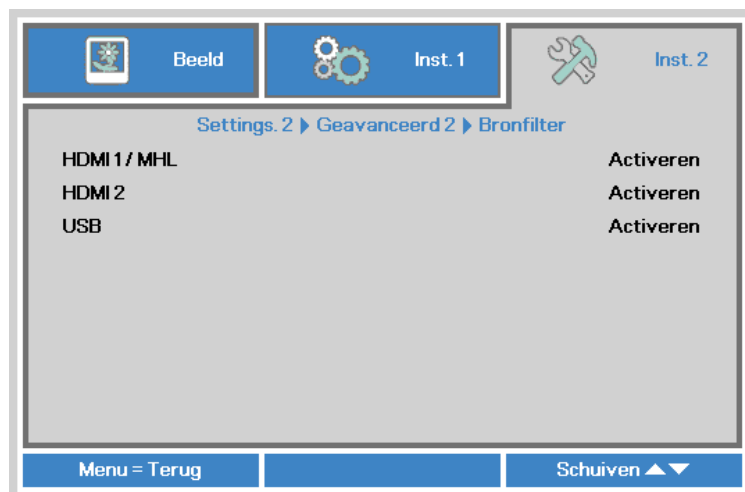 Beeld
Inst. 1
Inst. 2
Settings. 2 ▶ Geavanceerd 2 ▶ Bronfilter
HDMI 1 / MHL Activeren
HDMI 2 Activeren
USB Activeren
Menu = Terug
Schuiven ▲▼